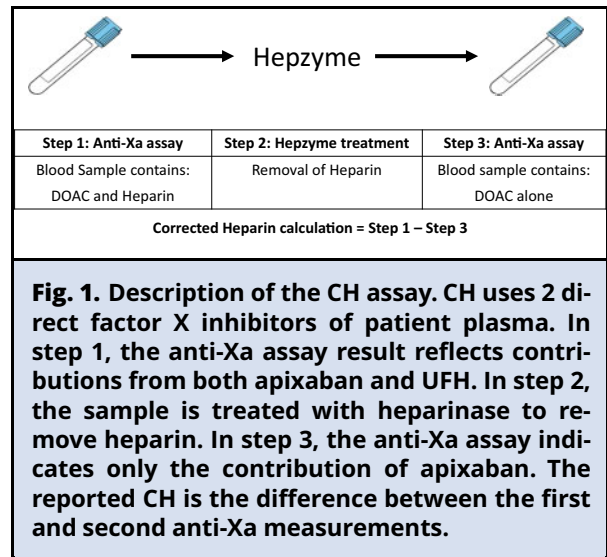 Hepzyme
Step 1: Anti-Xa assay Step 2: Hepzyme treatment Step 3: Anti-Xa assay
Blood Sample contains: Removal of Heparin Blood sample contains:
DOAC and Heparin DOAC alone
Corrected Heparin calculation = Step 1 – Step 3
Fig. 1. Description of the CH assay. CH uses 2 di-
rect factor X inhibitors of patient plasma. In
step 1, the anti-Xa assay result reflects contri-
butions from both apixaban and UFH. In step 2,
the sample is treated with heparinase to re-
move heparin. In step 3, the anti-Xa assay indi-
cates only the contribution of apixaban. The
reported CH is the difference between the first
and second anti-Xa measurements.